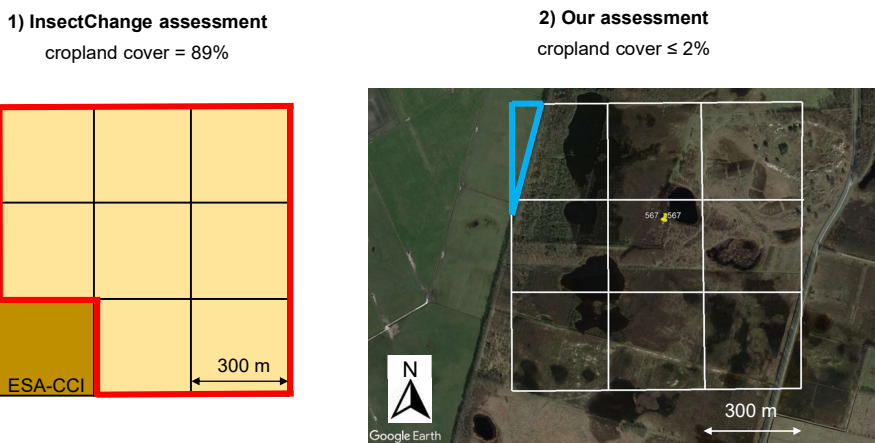 1) InsectChange assessment
cropland cover = 89%
ESA-CCI
300 m
2) Our assessment
cropland cover ≤ 2%
567 567
N
Google Earth
300 m